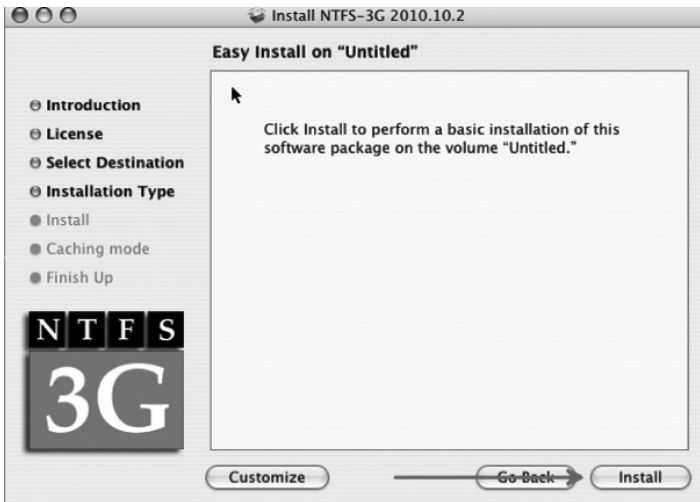 Install NTFS-3G 2010.10.2
Easy Install on “Untitled”
Introduction
License
Select Destination
Installation Type
Install
Caching mode
Finish Up
Click Install to perform a basic installation of this
software package on the volume “Untitled.”
N T F S
3G
Customize
Go Back
Install